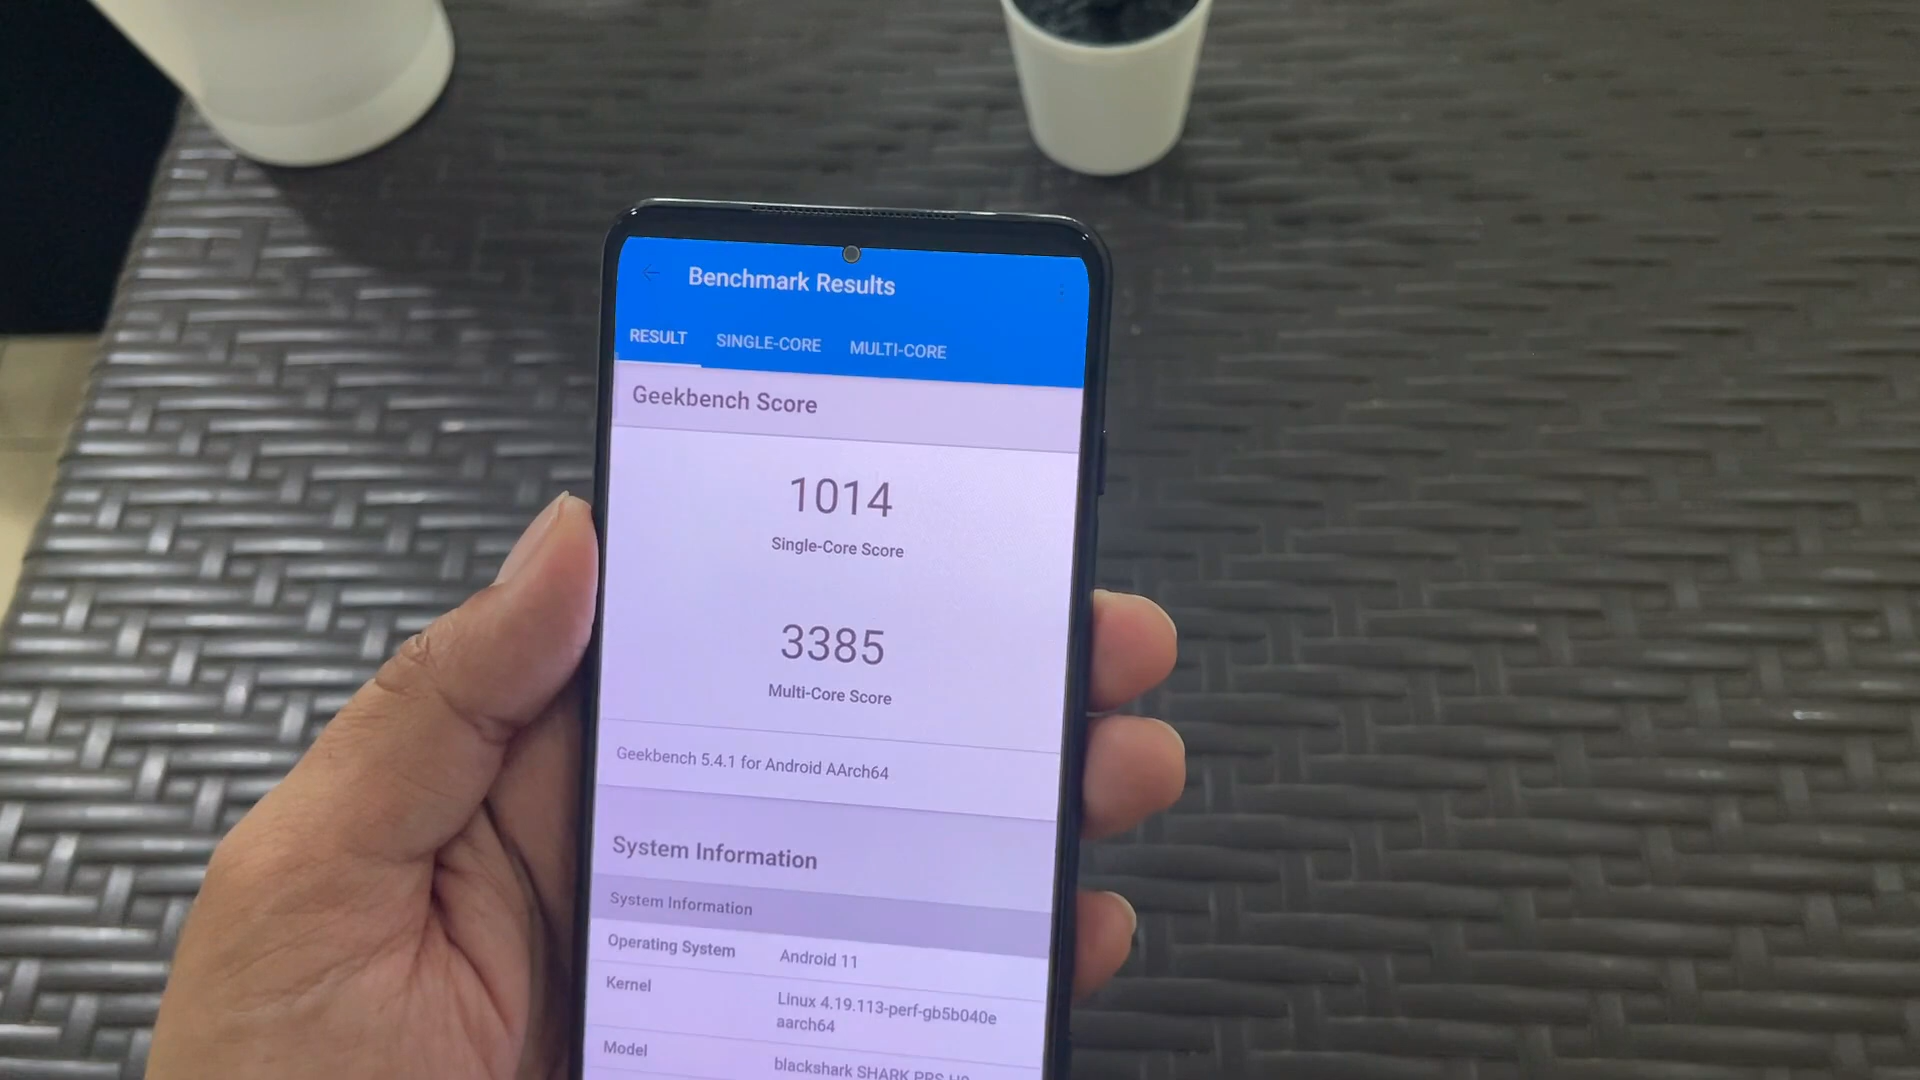 Benchmark Results
RESULT SINGLE-CORE MULTI-CORE
Geekbench Score
1014
Single-Core Score
3385
Multi-Core Score
Geekbench 5.4.1 for Android AArch64
System Information
System Information
Operating System Android 11
Kernel Linux 4.19.113-perf-gb5b040e
aarch64
Model blackshark SHARK